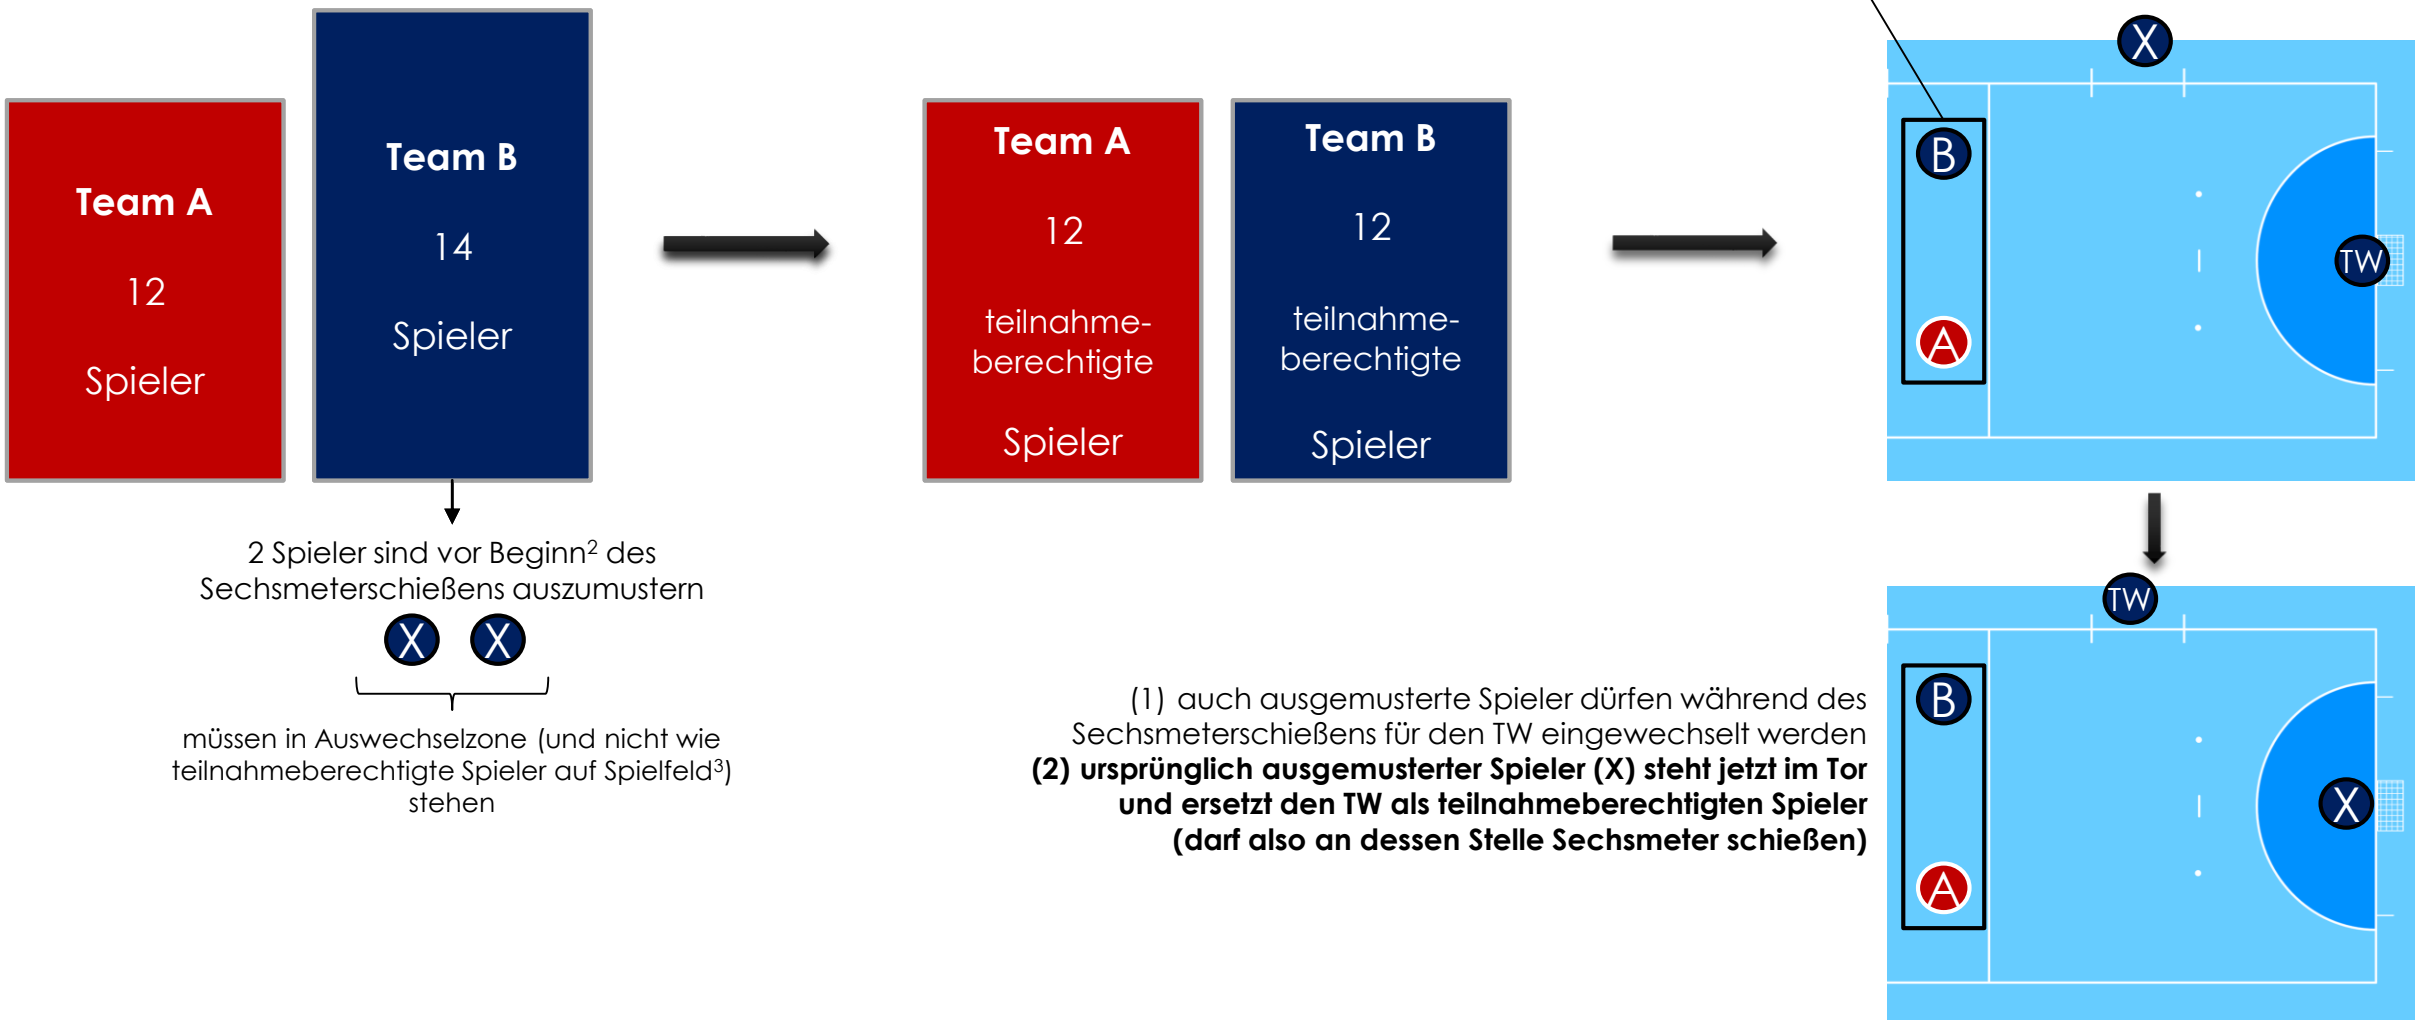 Team A
12
Spieler
Team B
14
Spieler
2 Spieler sind vor Beginn² des
Sechsmeterschießens auszumustern
X X
müssen in Auswechselzone (und nicht wie
teilnahmeberechtigte Spieler auf Spielfeld³)
stehen
Team A
12
teilnahme-
berechtigte
Spieler
Team B
12
teilnahme-
berechtigte
Spieler
X
B
TW
A
(1) auch ausgemusterte Spieler dürfen während des
Sechsmeterschießens für den TW eingewechselt werden
(2) ursprünglich ausgemusterter Spieler (X) steht jetzt im Tor
und ersetzt den TW als teilnahmeberechtigten Spieler
(darf also an dessen Stelle Sechsmeter schießen)
TW
B
X
A